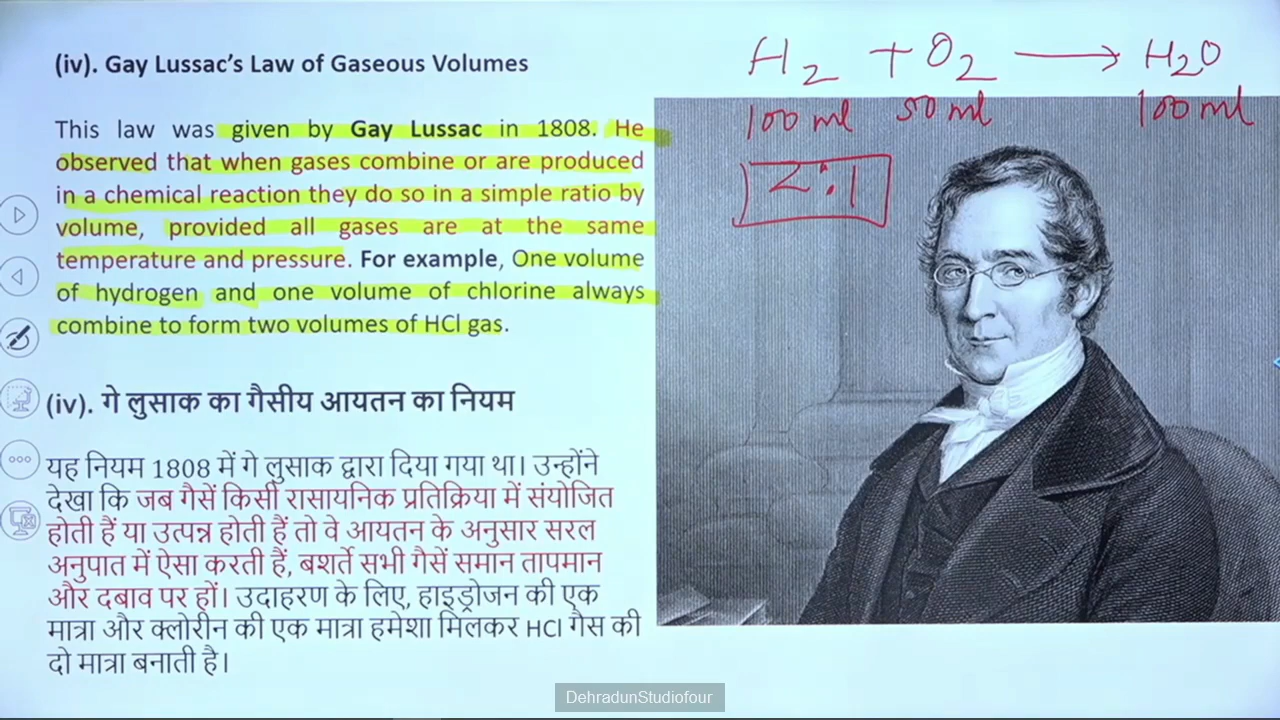 (iv). Gay Lussac's Law of Gaseous Volumes
This law was given by Gay Lussac in 1808. He
observed that when gases combine or are produced
in a chemical reaction they do so in a simple ratio by
volume, provided all gases are at the same
temperature and pressure. For example, One volume
of hydrogen and one volume of chlorine always
combine to form two volumes of HCl gas.
(iv). गे लुसाक का गैसीय आयतन का नियम
यह नियम 1808 में गे लुसाक द्वारा दिया गया था। उन्होंने
देखा कि जब गैसें किसी रासायनिक प्रतिक्रिया में संयोजित
होती हैं या उत्पन्न होती हैं तो वे आयतन के अनुसार सरल
अनुपात में ऐसा करती हैं, बशर्ते सभी गैसें समान तापमान
और दबाव पर हों। उदाहरण के लिए, हाइड्रोजन की एक
मात्रा और क्लोरीन की एक मात्रा हमेशा मिलकर HCl गैस की
दो मात्रा बनाती है।
H₂ + O₂ ⟶ H₂O
100 ml 50 ml 100 ml
2:1
DehradunStudiofour